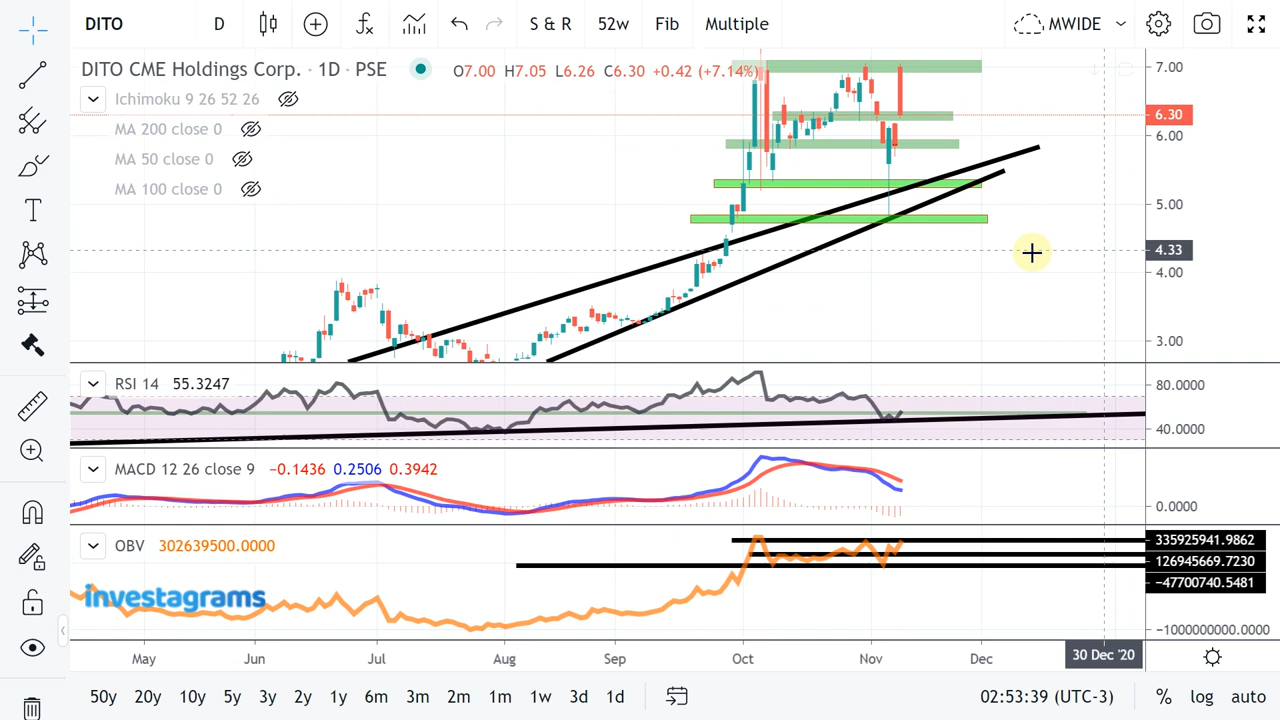 DITO D S & R 52w Fib Multiple MWIDE
DITO CME Holdings Corp. · 1D · PSE O7.00 H7.05 L6.26 C6.30 +0.42 (+7.14%)
Ichimoku 9 26 52 26
MA 200 close 0
MA 50 close 0
MA 100 close 0
7.00
6.30
6.00
5.00
4.33
4.00
3.00
RSI 14 55.3247
80.0000
40.0000
MACD 12 26 close 9 −0.1436 0.2506 0.3942
0.0000
OBV 302639500.0000
335925941.9862
126945669.7230
−47700740.5481
investagrams
−1000000000.0000
May Jun Jul Aug Sep Oct Nov Dec 30 Dec '20
50y 20y 10y 5y 3y 2y 1y 6m 3m 2m 1m 1w 3d 1d 02:53:39 (UTC-3) % log auto